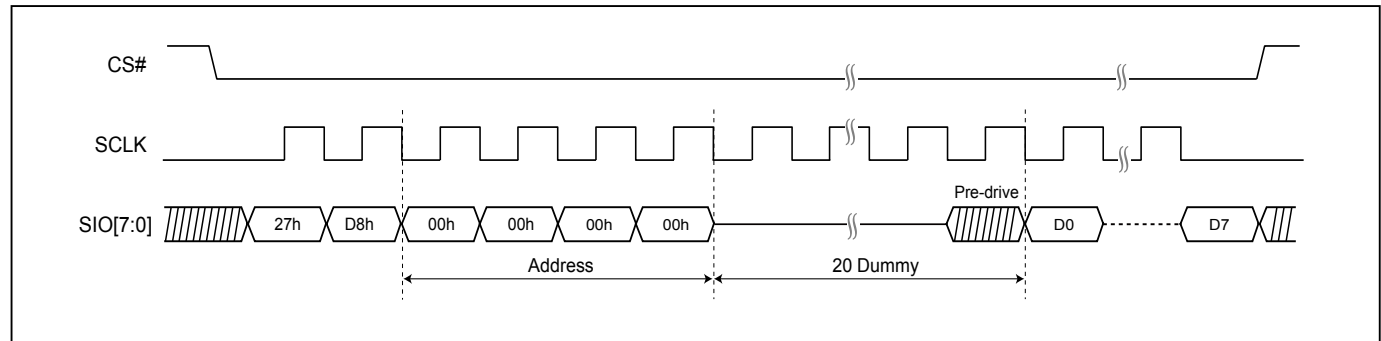 CS#
SCLK
Pre-drive
SIO[7:0] 27h D8h 00h 00h 00h 00h D0 D7
Address 20 Dummy